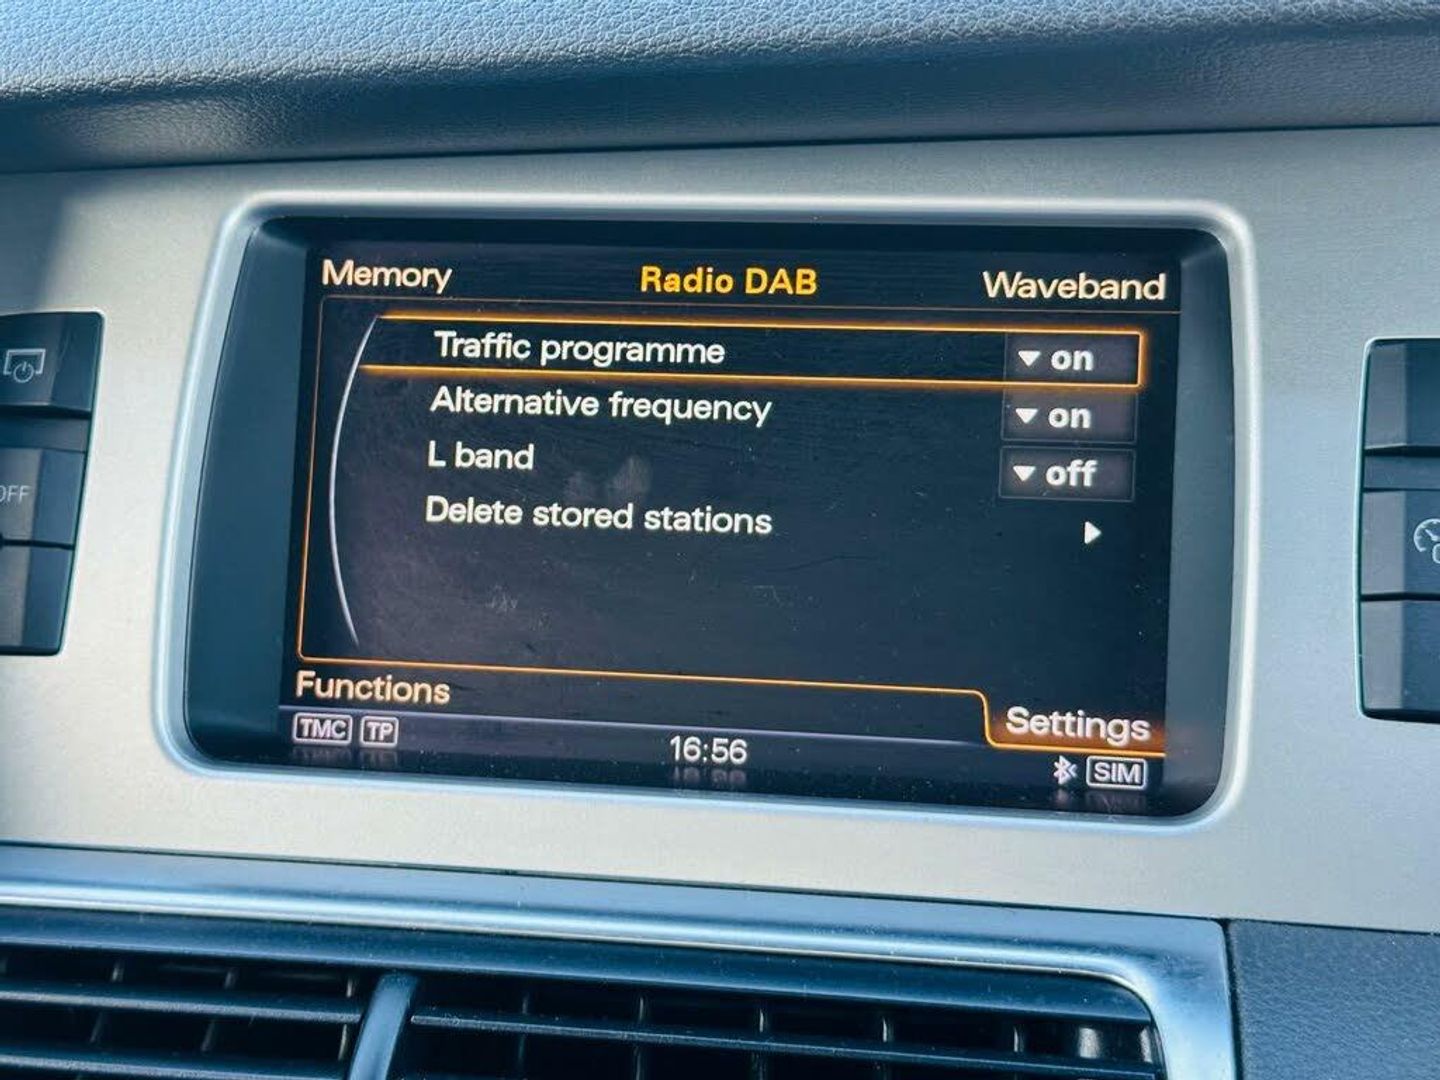 Memory Radio DAB Waveband
Traffic programme on
Alternative frequency on
L band off
Delete stored stations
Functions
Settings
TMC TP 16:56 SIM
OFF